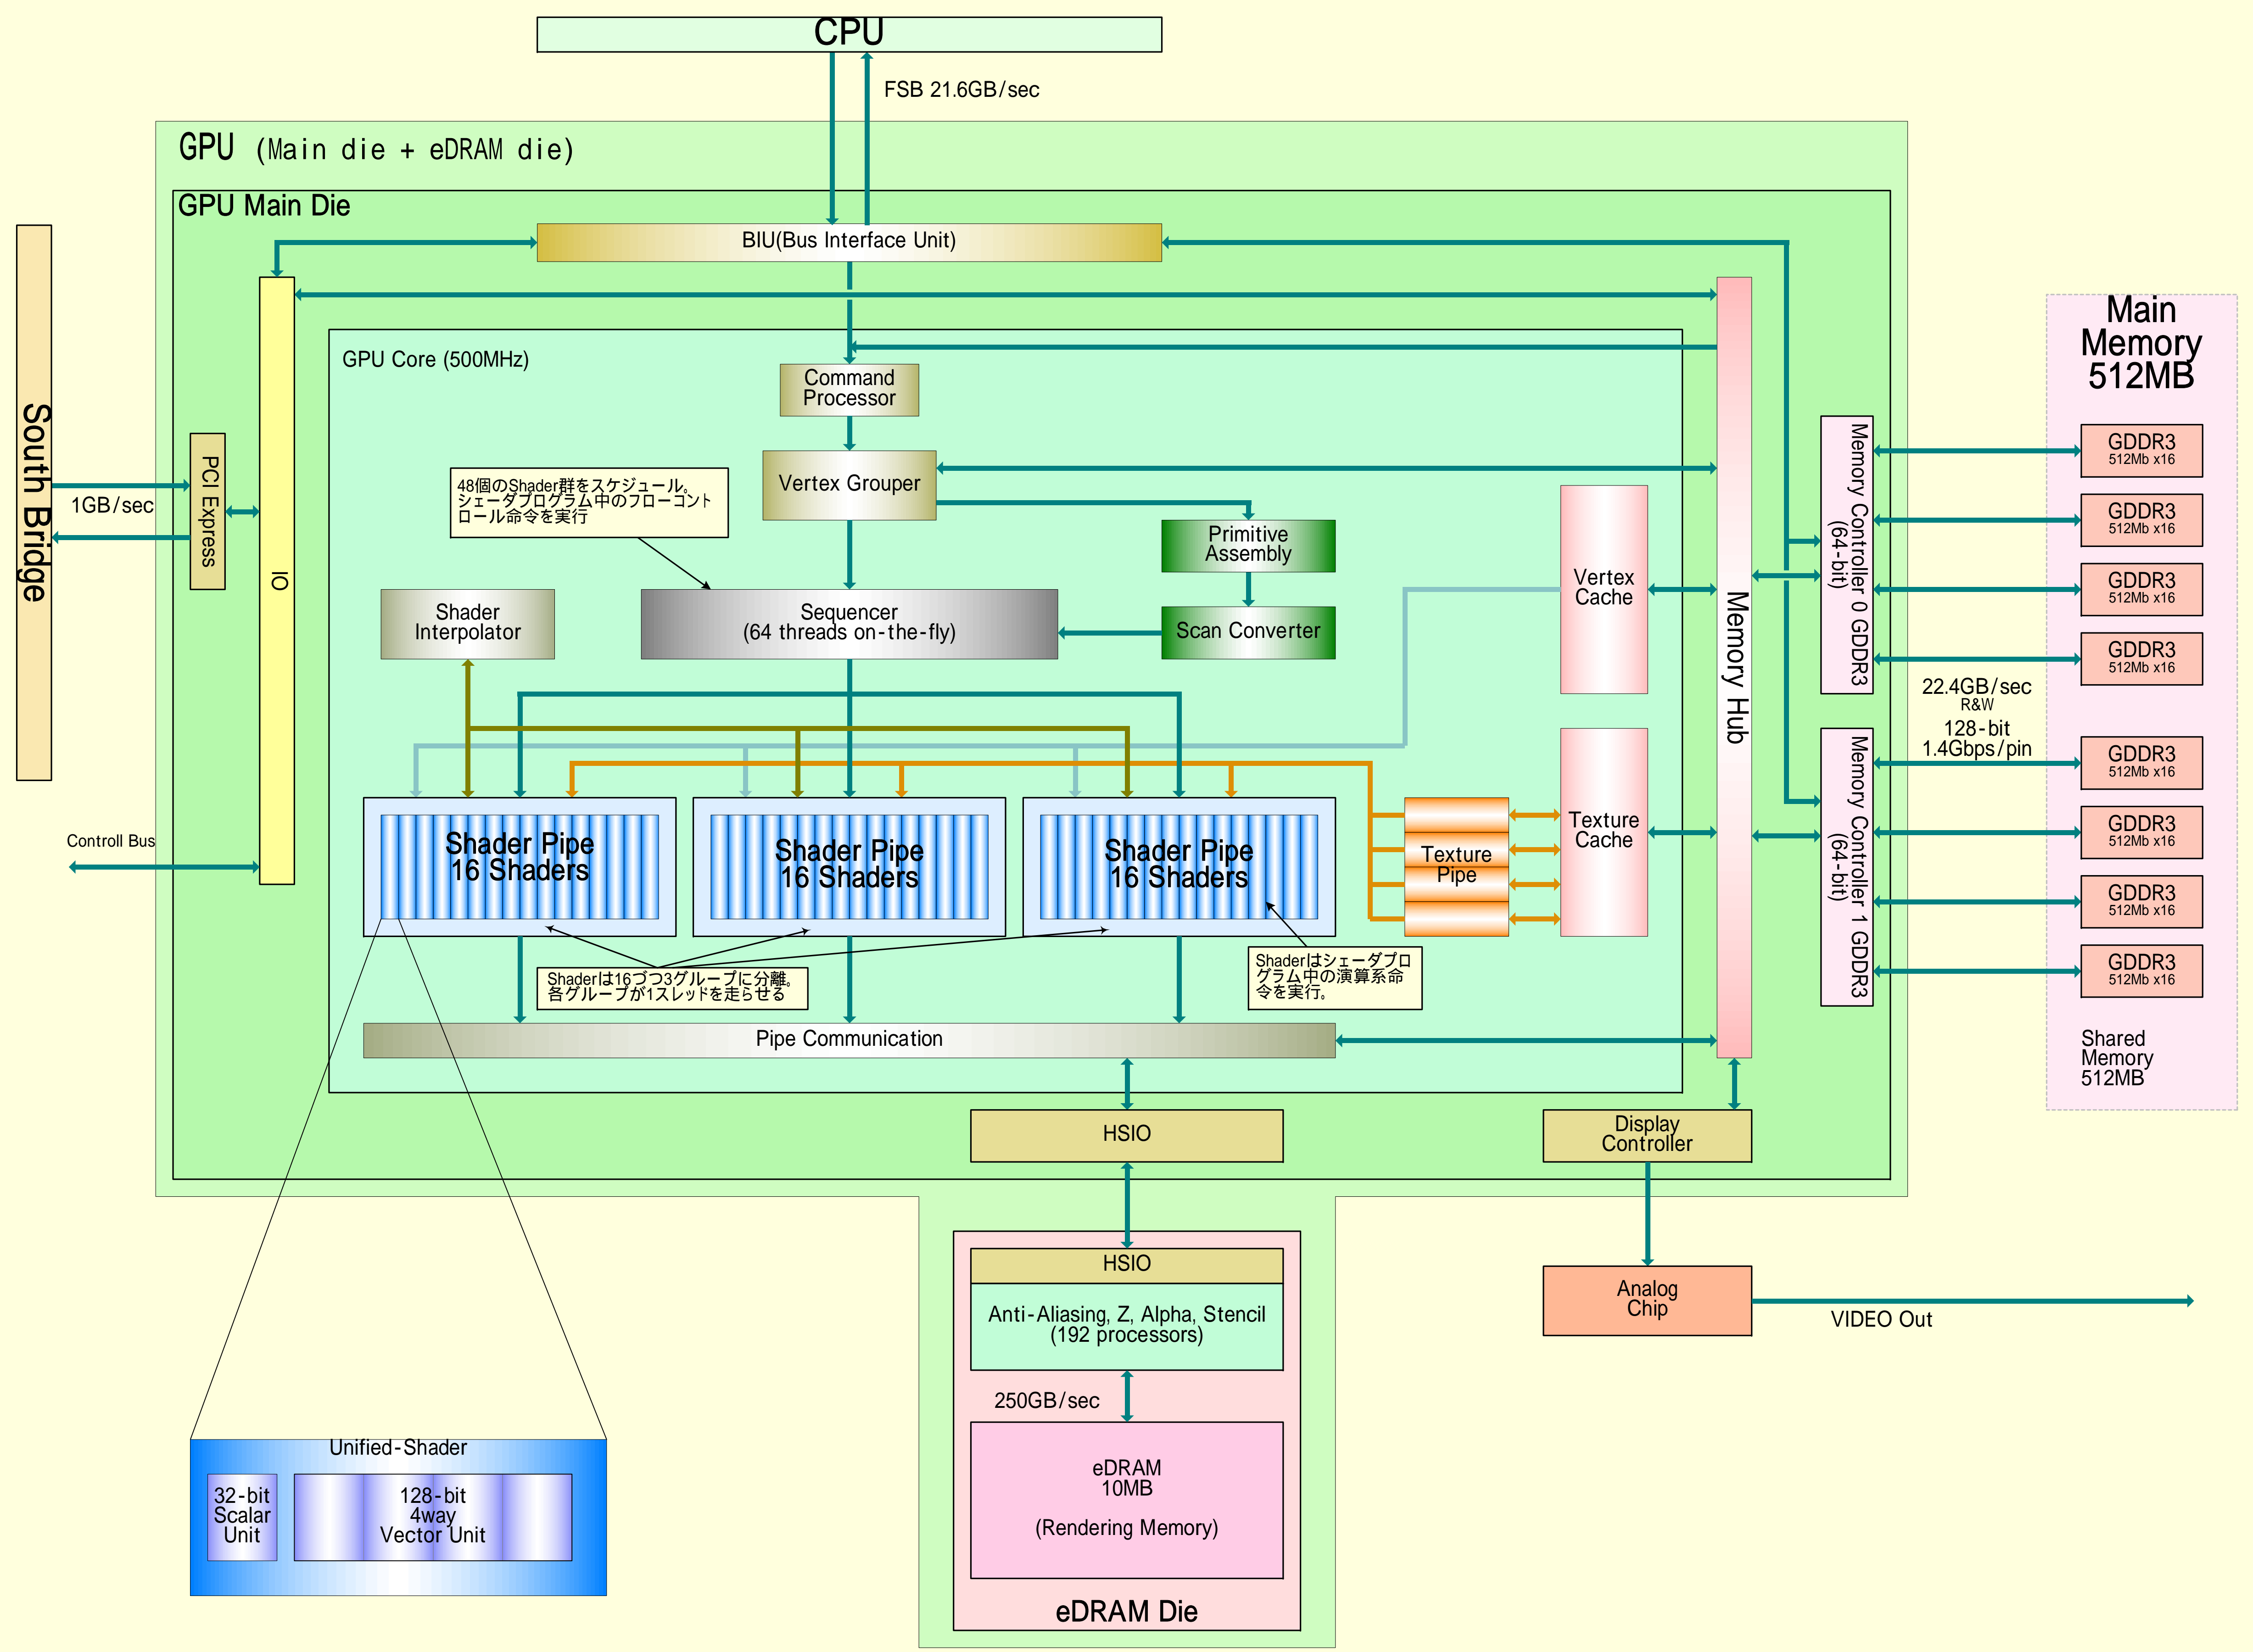 CPU
FSB 21.6GB/sec
GPU (Main die + eDRAM die)
GPU Main Die
BIU(Bus Interface Unit)
South Bridge
1GB/sec
PCI Express
IO
Controll Bus
GPU Core (500MHz)
Command
Processor
Vertex Grouper
48個のShader群をスケジュール。
シェーダプログラム中のフローコント
ロール命令を実行
Primitive
Assembly
Shader
Interpolator
Sequencer
(64 threads on-the-fly)
Scan Converter
Vertex
Cache
Shader Pipe
16 Shaders
Shader Pipe
16 Shaders
Shader Pipe
16 Shaders
Texture
Pipe
Texture
Cache
Shaderは16づつ3グループに分離。
各グループが1スレッドを走らせる
Shaderはシェーダプロ
グラム中の演算系命
令を実行。
Pipe Communication
Memory Hub
Memory Controller 0 GDDR3
(64-bit)
Memory Controller 1 GDDR3
(64-bit)
22.4GB/sec
R&W
128-bit
1.4Gbps/pin
Main
Memory
512MB
GDDR3
512Mb x16
GDDR3
512Mb x16
GDDR3
512Mb x16
GDDR3
512Mb x16
GDDR3
512Mb x16
GDDR3
512Mb x16
GDDR3
512Mb x16
GDDR3
512Mb x16
Shared
Memory
512MB
HSIO
Display
Controller
HSIO
Anti-Aliasing, Z, Alpha, Stencil
(192 processors)
250GB/sec
eDRAM
10MB
(Rendering Memory)
eDRAM Die
Analog
Chip
VIDEO Out
Unified-Shader
32-bit
Scalar
Unit
128-bit
4way
Vector Unit